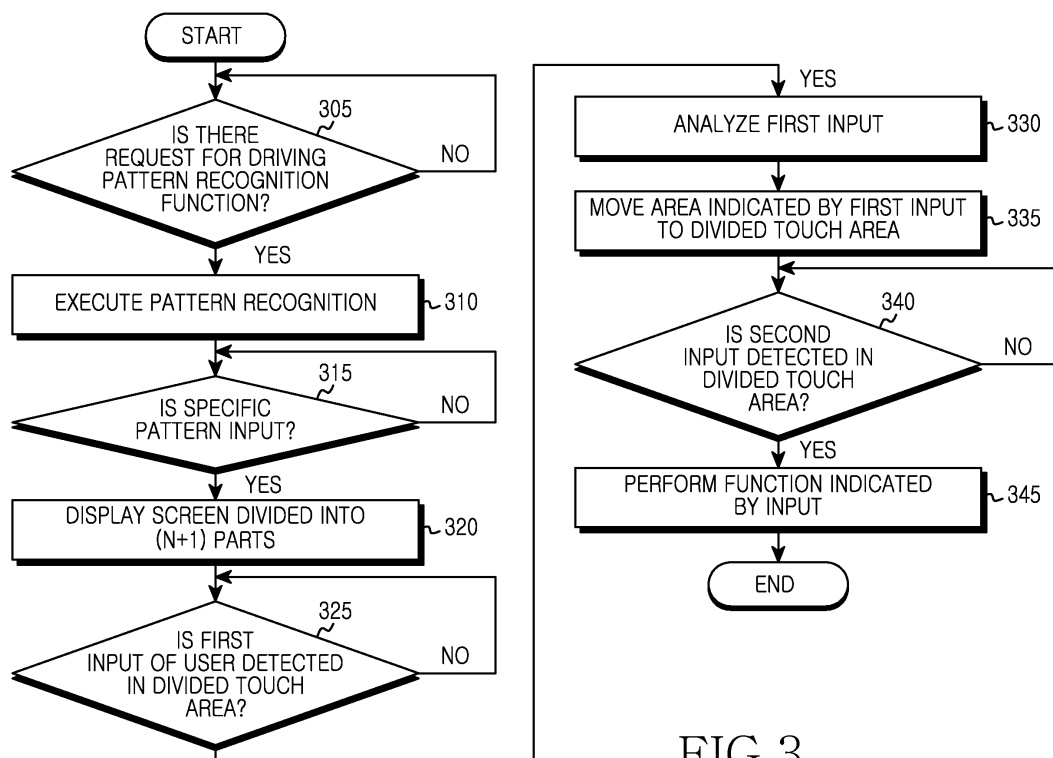 START
305
IS THERE
REQUEST FOR DRIVING
PATTERN RECOGNITION
FUNCTION?
NO
YES
EXECUTE PATTERN RECOGNITION
310
315
IS SPECIFIC
PATTERN INPUT?
NO
YES
DISPLAY SCREEN DIVIDED INTO
(N+1) PARTS
320
325
IS FIRST
INPUT OF USER DETECTED
IN DIVIDED TOUCH
AREA?
NO
YES
ANALYZE FIRST INPUT
330
MOVE AREA INDICATED BY FIRST INPUT
TO DIVIDED TOUCH AREA
335
340
IS SECOND
INPUT DETECTED IN
DIVIDED TOUCH
AREA?
NO
YES
PERFORM FUNCTION INDICATED
BY INPUT
345
END
FIG.3